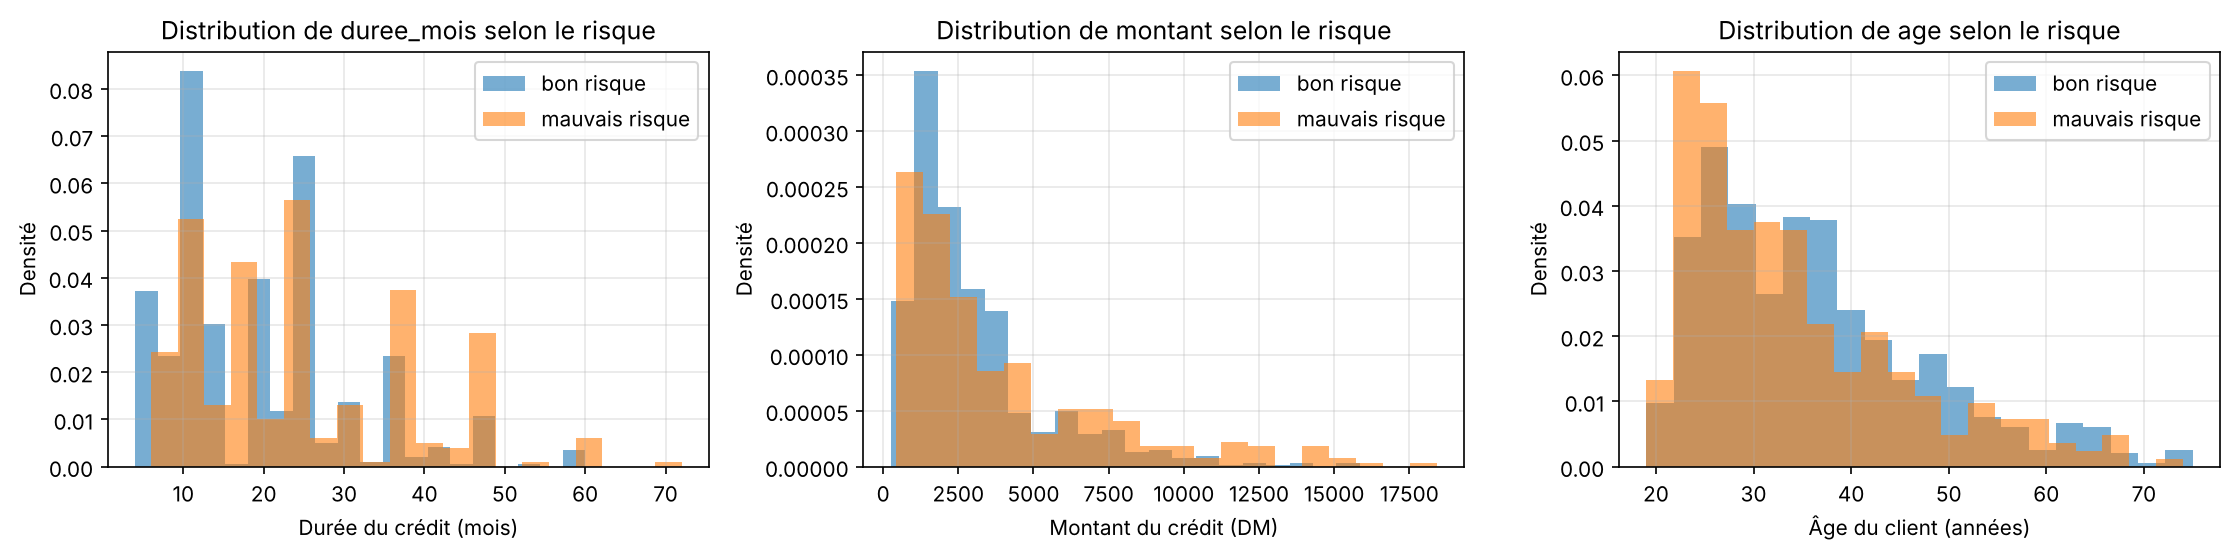 Distribution de duree_mois selon le risque
0.08
0.07
0.06
0.05
0.04
0.03
0.02
0.01
0.00
Densité
bon risque
mauvais risque
10 20 30 40 50 60 70
Durée du crédit (mois)
Distribution de montant selon le risque
0.00035
0.00030
0.00025
0.00020
0.00015
0.00010
0.00005
0.00000
Densité
bon risque
mauvais risque
0 2500 5000 7500 10000 12500 15000 17500
Montant du crédit (DM)
Distribution de age selon le risque
0.06
0.05
0.04
0.03
0.02
0.01
0.00
Densité
bon risque
mauvais risque
20 30 40 50 60 70
Âge du client (années)